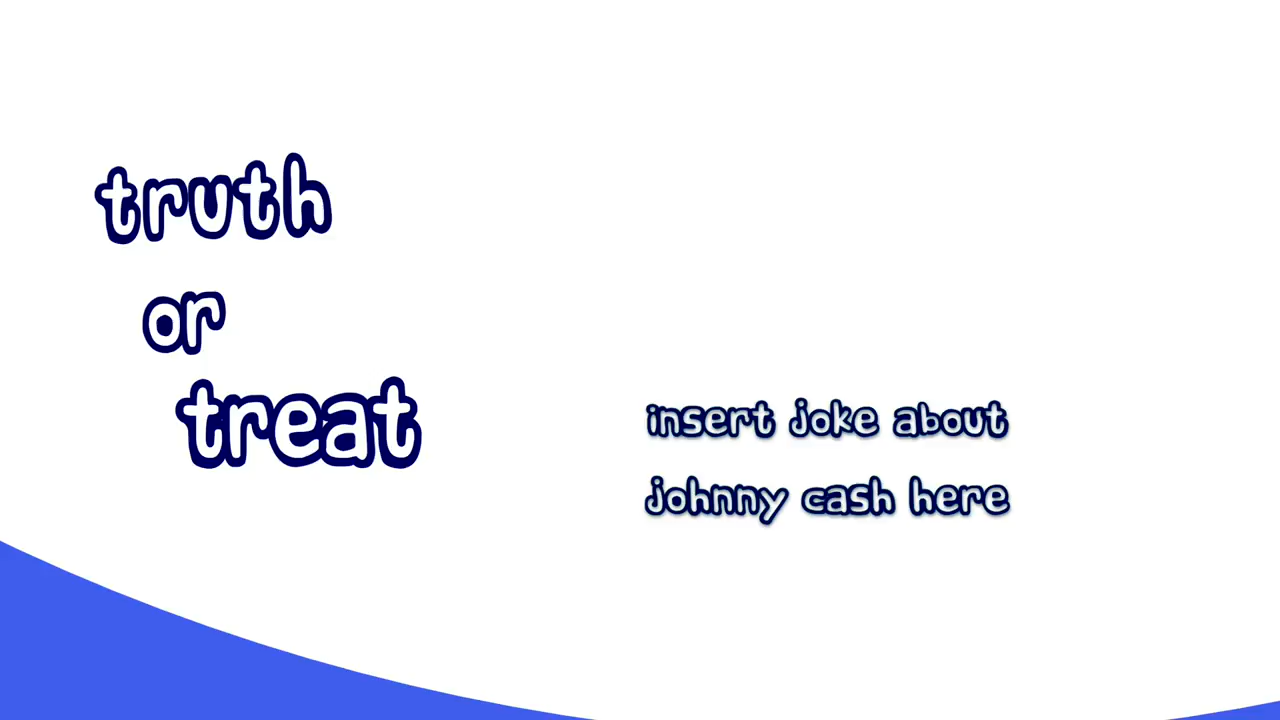 truth
or
treat
insert joke about
johnny cash here